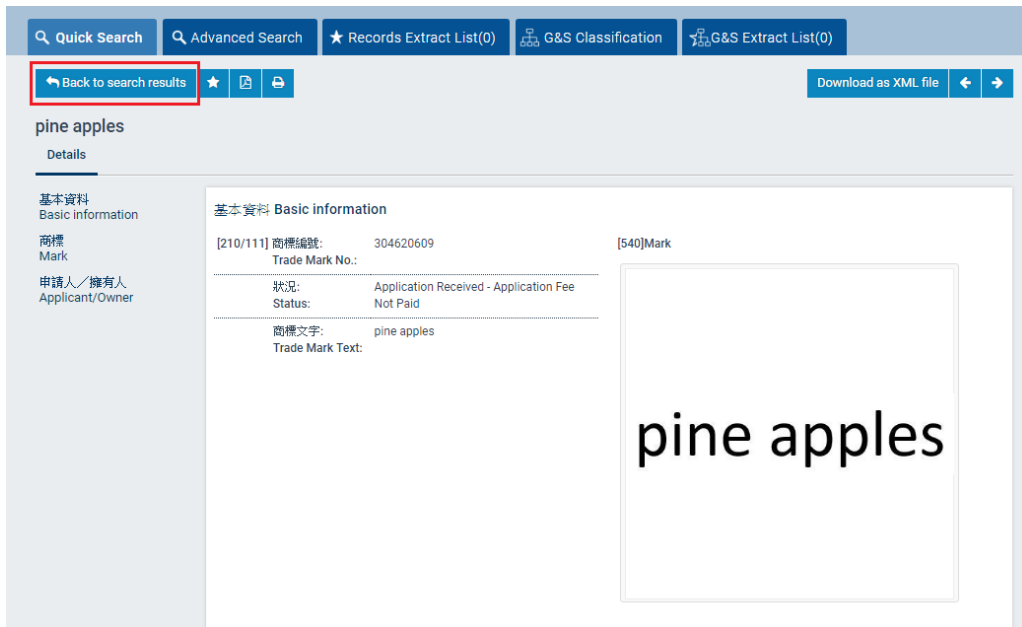 Quick Search
Advanced Search
Records Extract List(0)
G&S Classification
G&S Extract List(0)
Back to search results
Download as XML file
pine apples
Details
基本資料
Basic information
商標
Mark
申請人／擁有人
Applicant/Owner
基本資料 Basic information
[210/111] 商標編號: 304620609
Trade Mark No.:
[540]Mark
狀況: Application Received - Application Fee
Status: Not Paid
商標文字: pine apples
Trade Mark Text:
pine apples